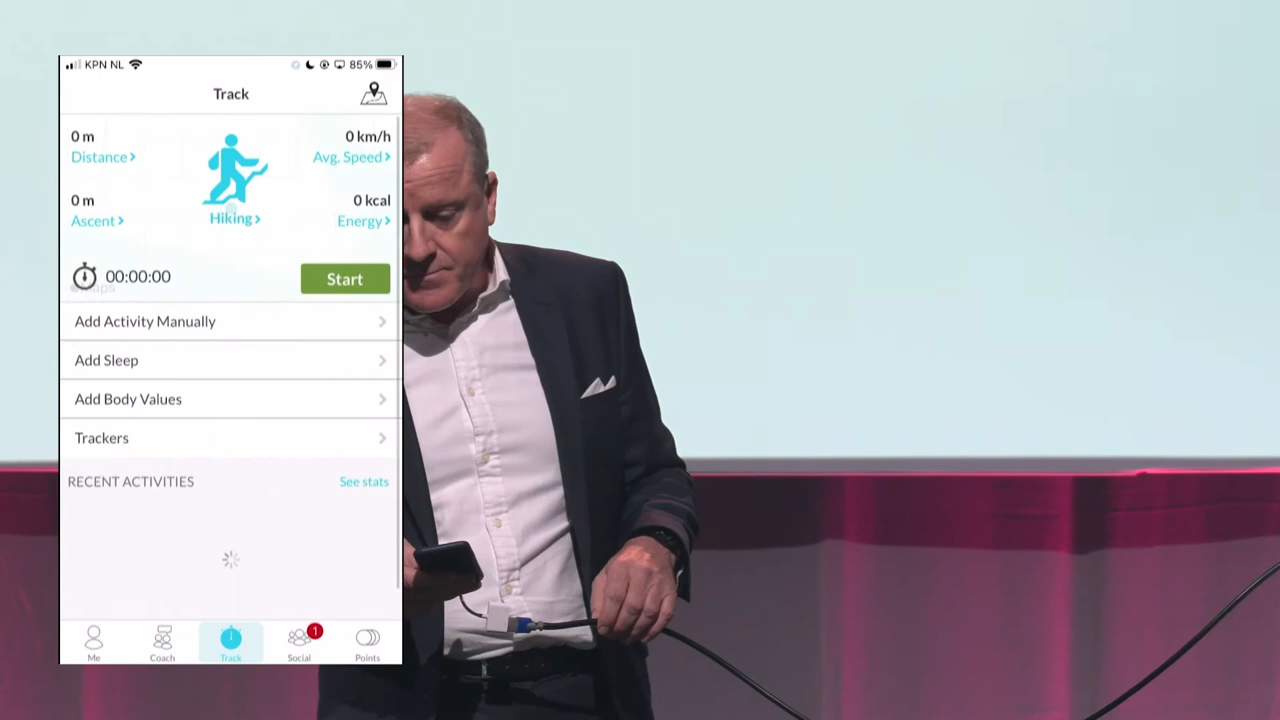 KPN NL 85%
Track
0 m 0 km/h
Distance Avg. Speed
0 m 0 kcal
Ascent Hiking Energy
00:00:00 Start
Maps
Add Activity Manually
Add Sleep
Add Body Values
Trackers
RECENT ACTIVITIES See stats
1
Me Coach Track Social Points